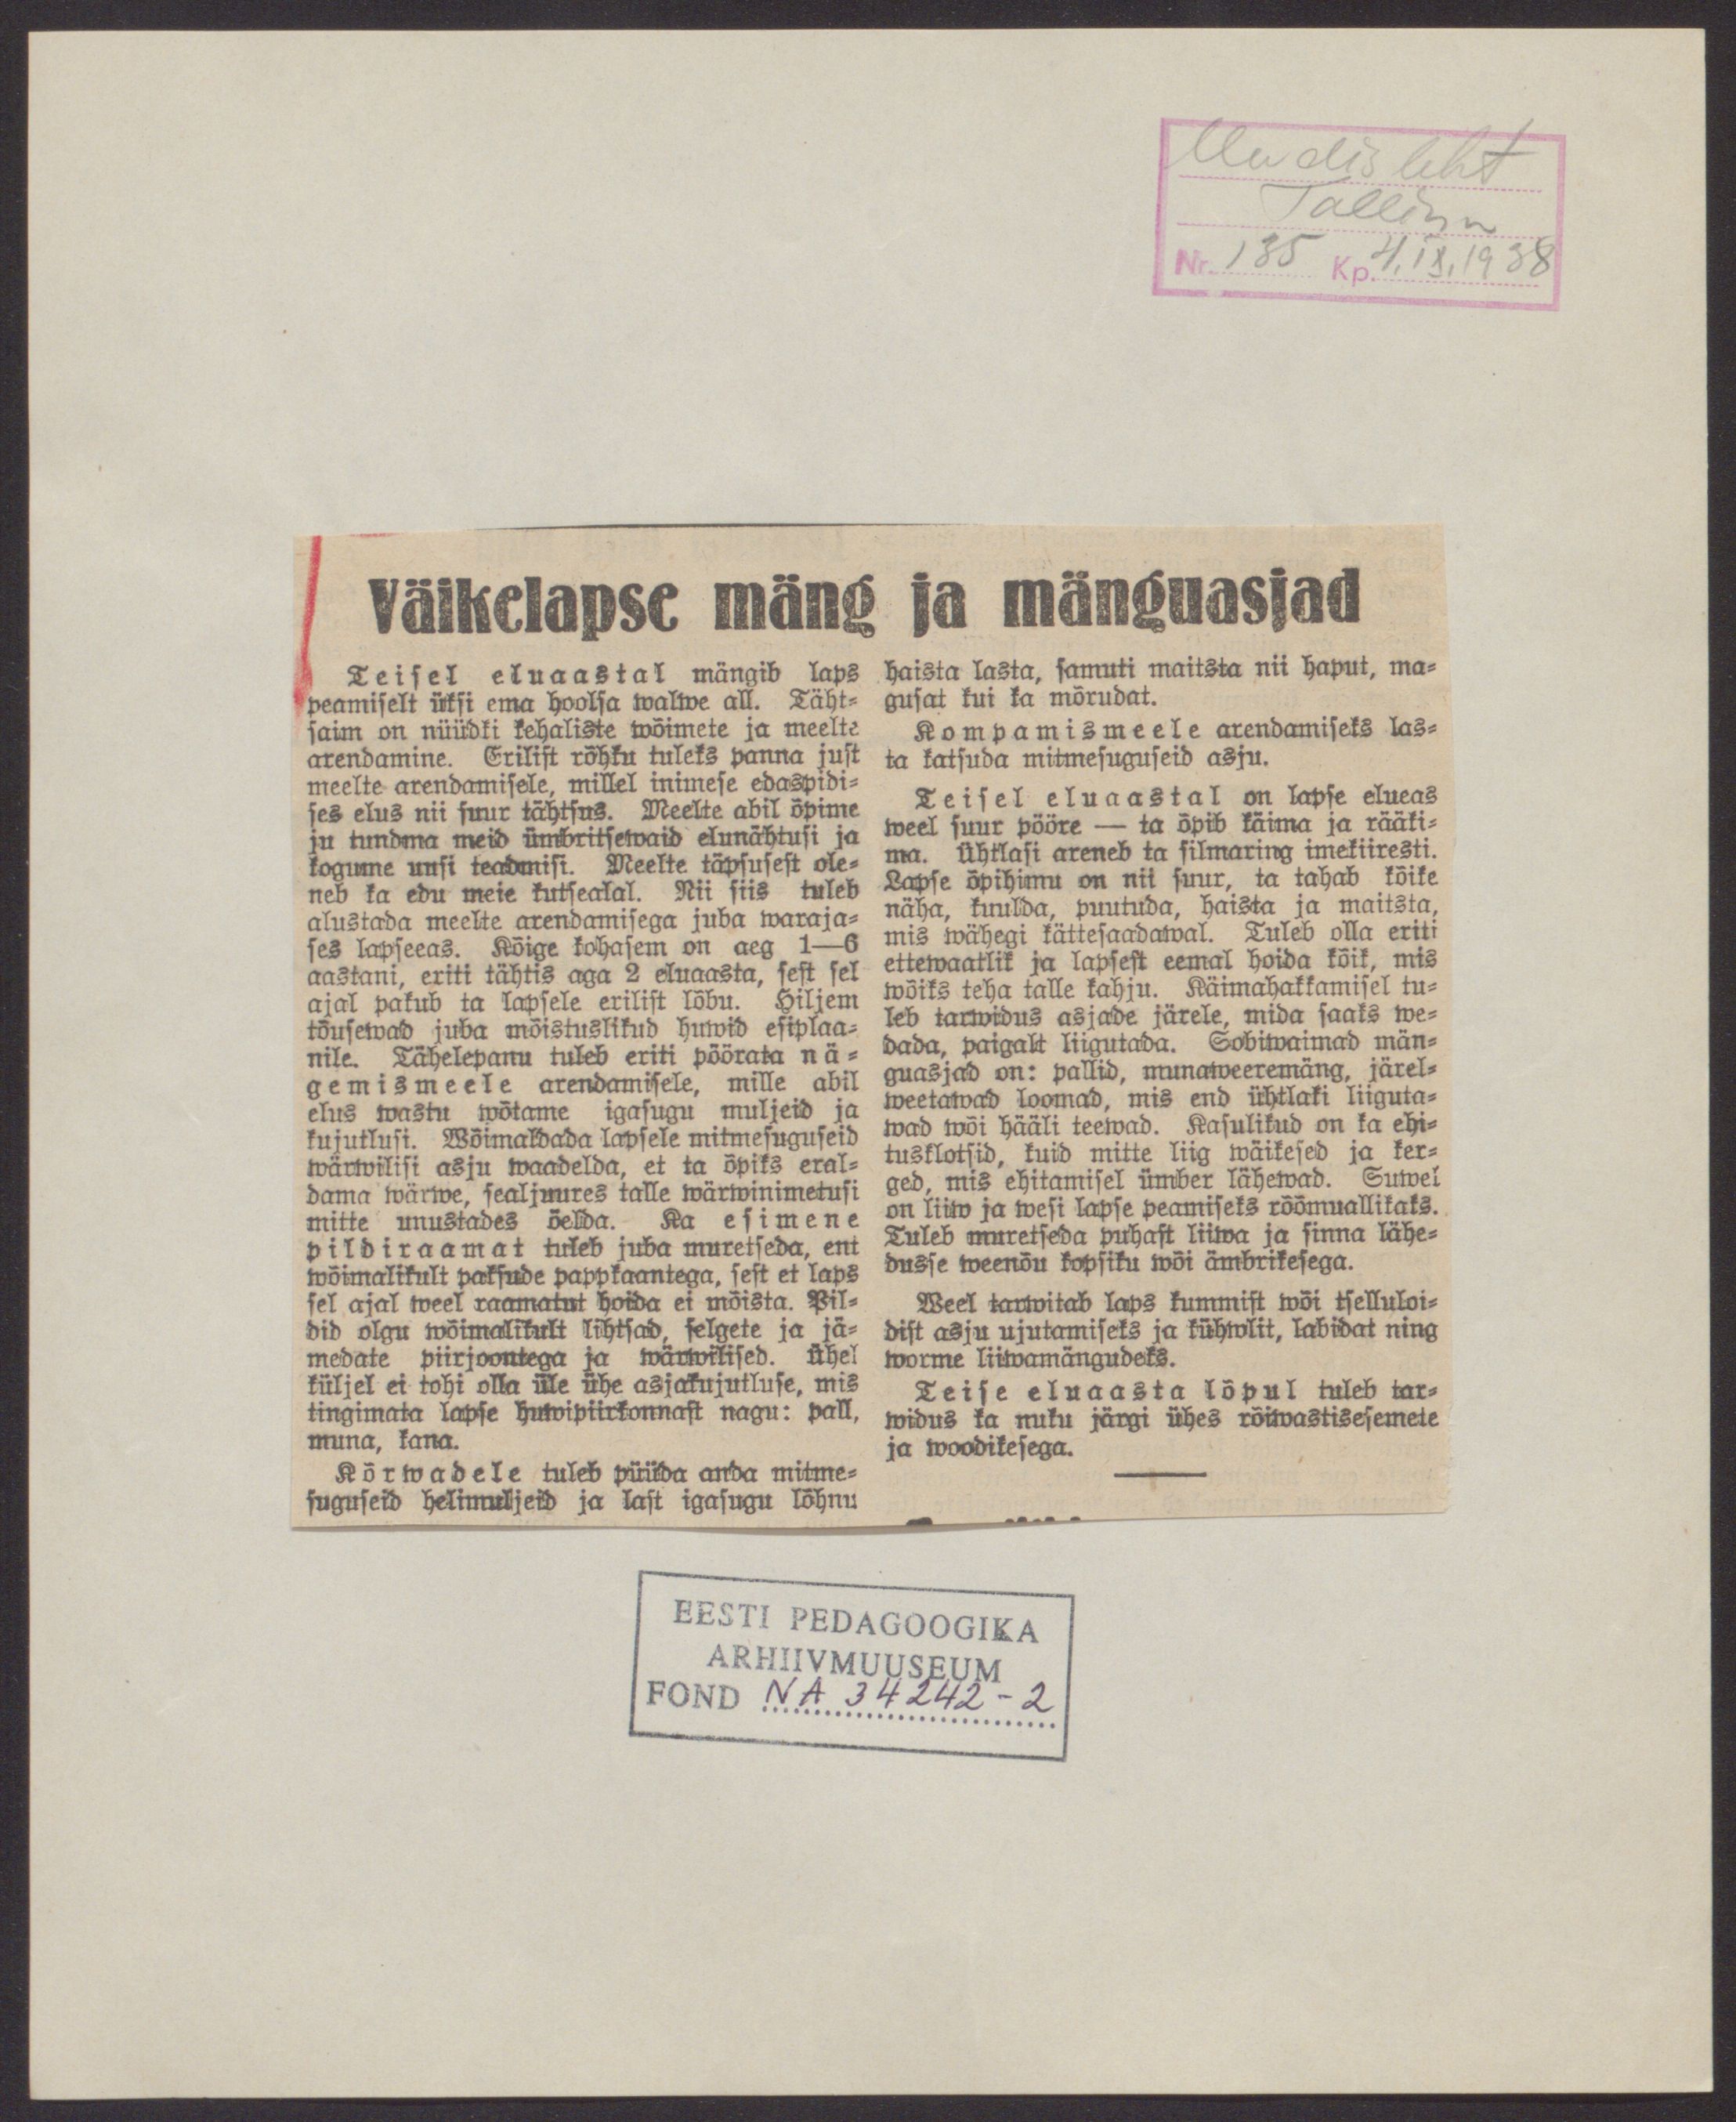 Uudisleht
Tallinn
Nr. 135 Kp. 4.IX.1938
Väikelapse mäng ja mänguasjad
Teisel eluaastal mängib laps
peamiselt üksi ema hoolsa walwe all. Täht-
saim on nüüdki kehaliste wõimete ja meelte
arendamine. Erilist rõhku tuleks panna just
meelte arendamisele, millel inimese edaspidi-
ses elus nii suur tähtsus. Meelte abil õpime
ju tundma meid ümbritsewaid elunähtusi ja
kogume uusi teadmisi. Meelte täpsusest ole-
neb ka edu meie kutsealal. Nii siis tuleb
alustada meelte arendamisega juba waraja-
ses lapseeas. Kõige kohasem on aeg 1—6
aastani, eriti tähtis aga 2 eluaasta, sest sel
ajal pakub ta lapsele erilist lõbu. Hiljem
tõusewad juba mõistuslikud huwid esiplaa-
nile. Tähelepanu tuleb eriti pöörata nä-
gemismeele arendamisele, mille abil
elus wastu wõtame igasugu muljeid ja
kujutlusi. Wõimaldada lapsele mitmesuguseid
wärwilisi asju waadelda, et ta õpiks eral-
dama wärwe, sealjuures talle wärwinimetusi
mitte unustades öelda. Ka esimene
pildiraamat tuleb juba muretseda, ent
wõimalikult paksude pappkaantega, sest et laps
sel ajal weel raamatut hoida ei mõista. Pil-
did olgu wõimalikult lihtsad, selgete ja jä-
medate piirjoontega ja wärwilised. Ühel
küljel ei tohi olla üle ühe asjakujutluse, mis
tingimata lapse huwipiirkonnast nagu: pall,
muna, kana.
Kõrwadele tuleb püüda anda mitme-
suguseid helimuljeid ja last igasugu lõhnu
haista lasta, samuti maitsta nii haput, ma-
gusat kui ka mõrudat.
Kompamismeele arendamiseks las-
ta katsuda mitmesuguseid asju.
Teisel eluaastal on lapse elueas
weel suur pööre — ta õpib käima ja rääki-
ma. Ühtlasi areneb ta silmaring imekiiresti.
Lapse õpihimu on nii suur, ta tahab kõike
näha, kuulda, puutuda, haista ja maitsta,
mis wähegi kättesaadawal. Tuleb olla eriti
ettewaatlik ja lapsest eemal hoida kõik, mis
wõiks teha talle kahju. Käimahakkamisel tu-
leb tarwidus asjade järele, mida saaks we-
dada, paigalt liigutada. Sobiwaimad män-
guasjad on: pallid, munaweeremäng, järel-
weetawad loomad, mis end ühtlaki liiguta-
wad wõi hääli teewad. Kasulikud on ka ehi-
tusklotsid, kuid mitte liig wäikesed ja ker-
ged, mis ehitamisel ümber lähewad. Suwel
on liiw ja wesi lapse peamiseks rõõmuallikaks.
Tuleb muretseda puhast liiwa ja sinna lähe-
dusse weenõu kopsiku wõi ämbrikesega.
Weel tarwitab laps kummist wõi tselluloi-
dist asju ujutamiseks ja kühwlit, labidat ning
worme liiwamängudeks.
Teise eluaasta lõpul tuleb tar-
widus ka nuku järgi ühes rõiwastisesemete
ja woodikesega.
EESTI PEDAGOOGIKA
ARHIIVMUUSEUM
FOND NA 34242-2